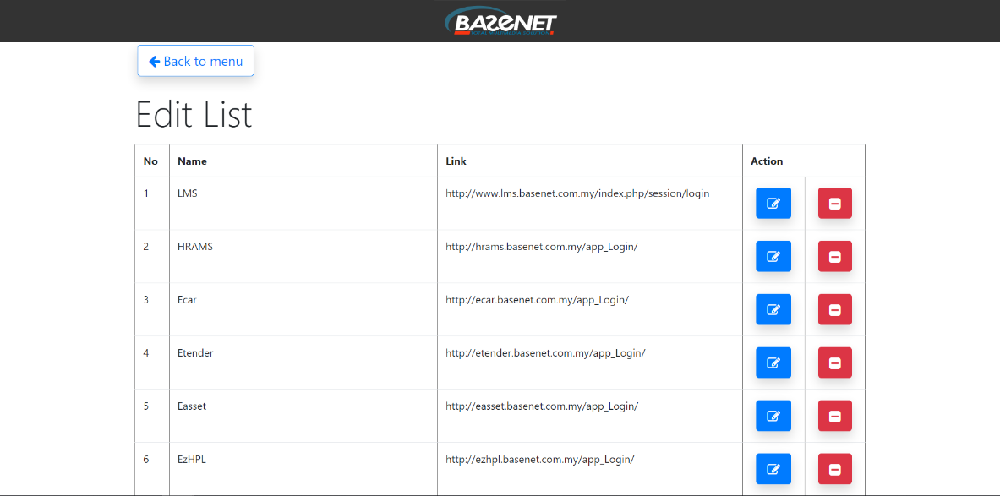 BASENET
TOTAL MULTIMEDIA SOLUTION
Back to menu
Edit List
No Name Link Action
1 LMS http://www.lms.basenet.com.my/index.php/session/login
2 HRAMS http://hrams.basenet.com.my/app_Login/
3 Ecar http://ecar.basenet.com.my/app_Login/
4 Etender http://etender.basenet.com.my/app_Login/
5 Easset http://easset.basenet.com.my/app_Login/
6 EzHPL http://ezhpl.basenet.com.my/app_Login/